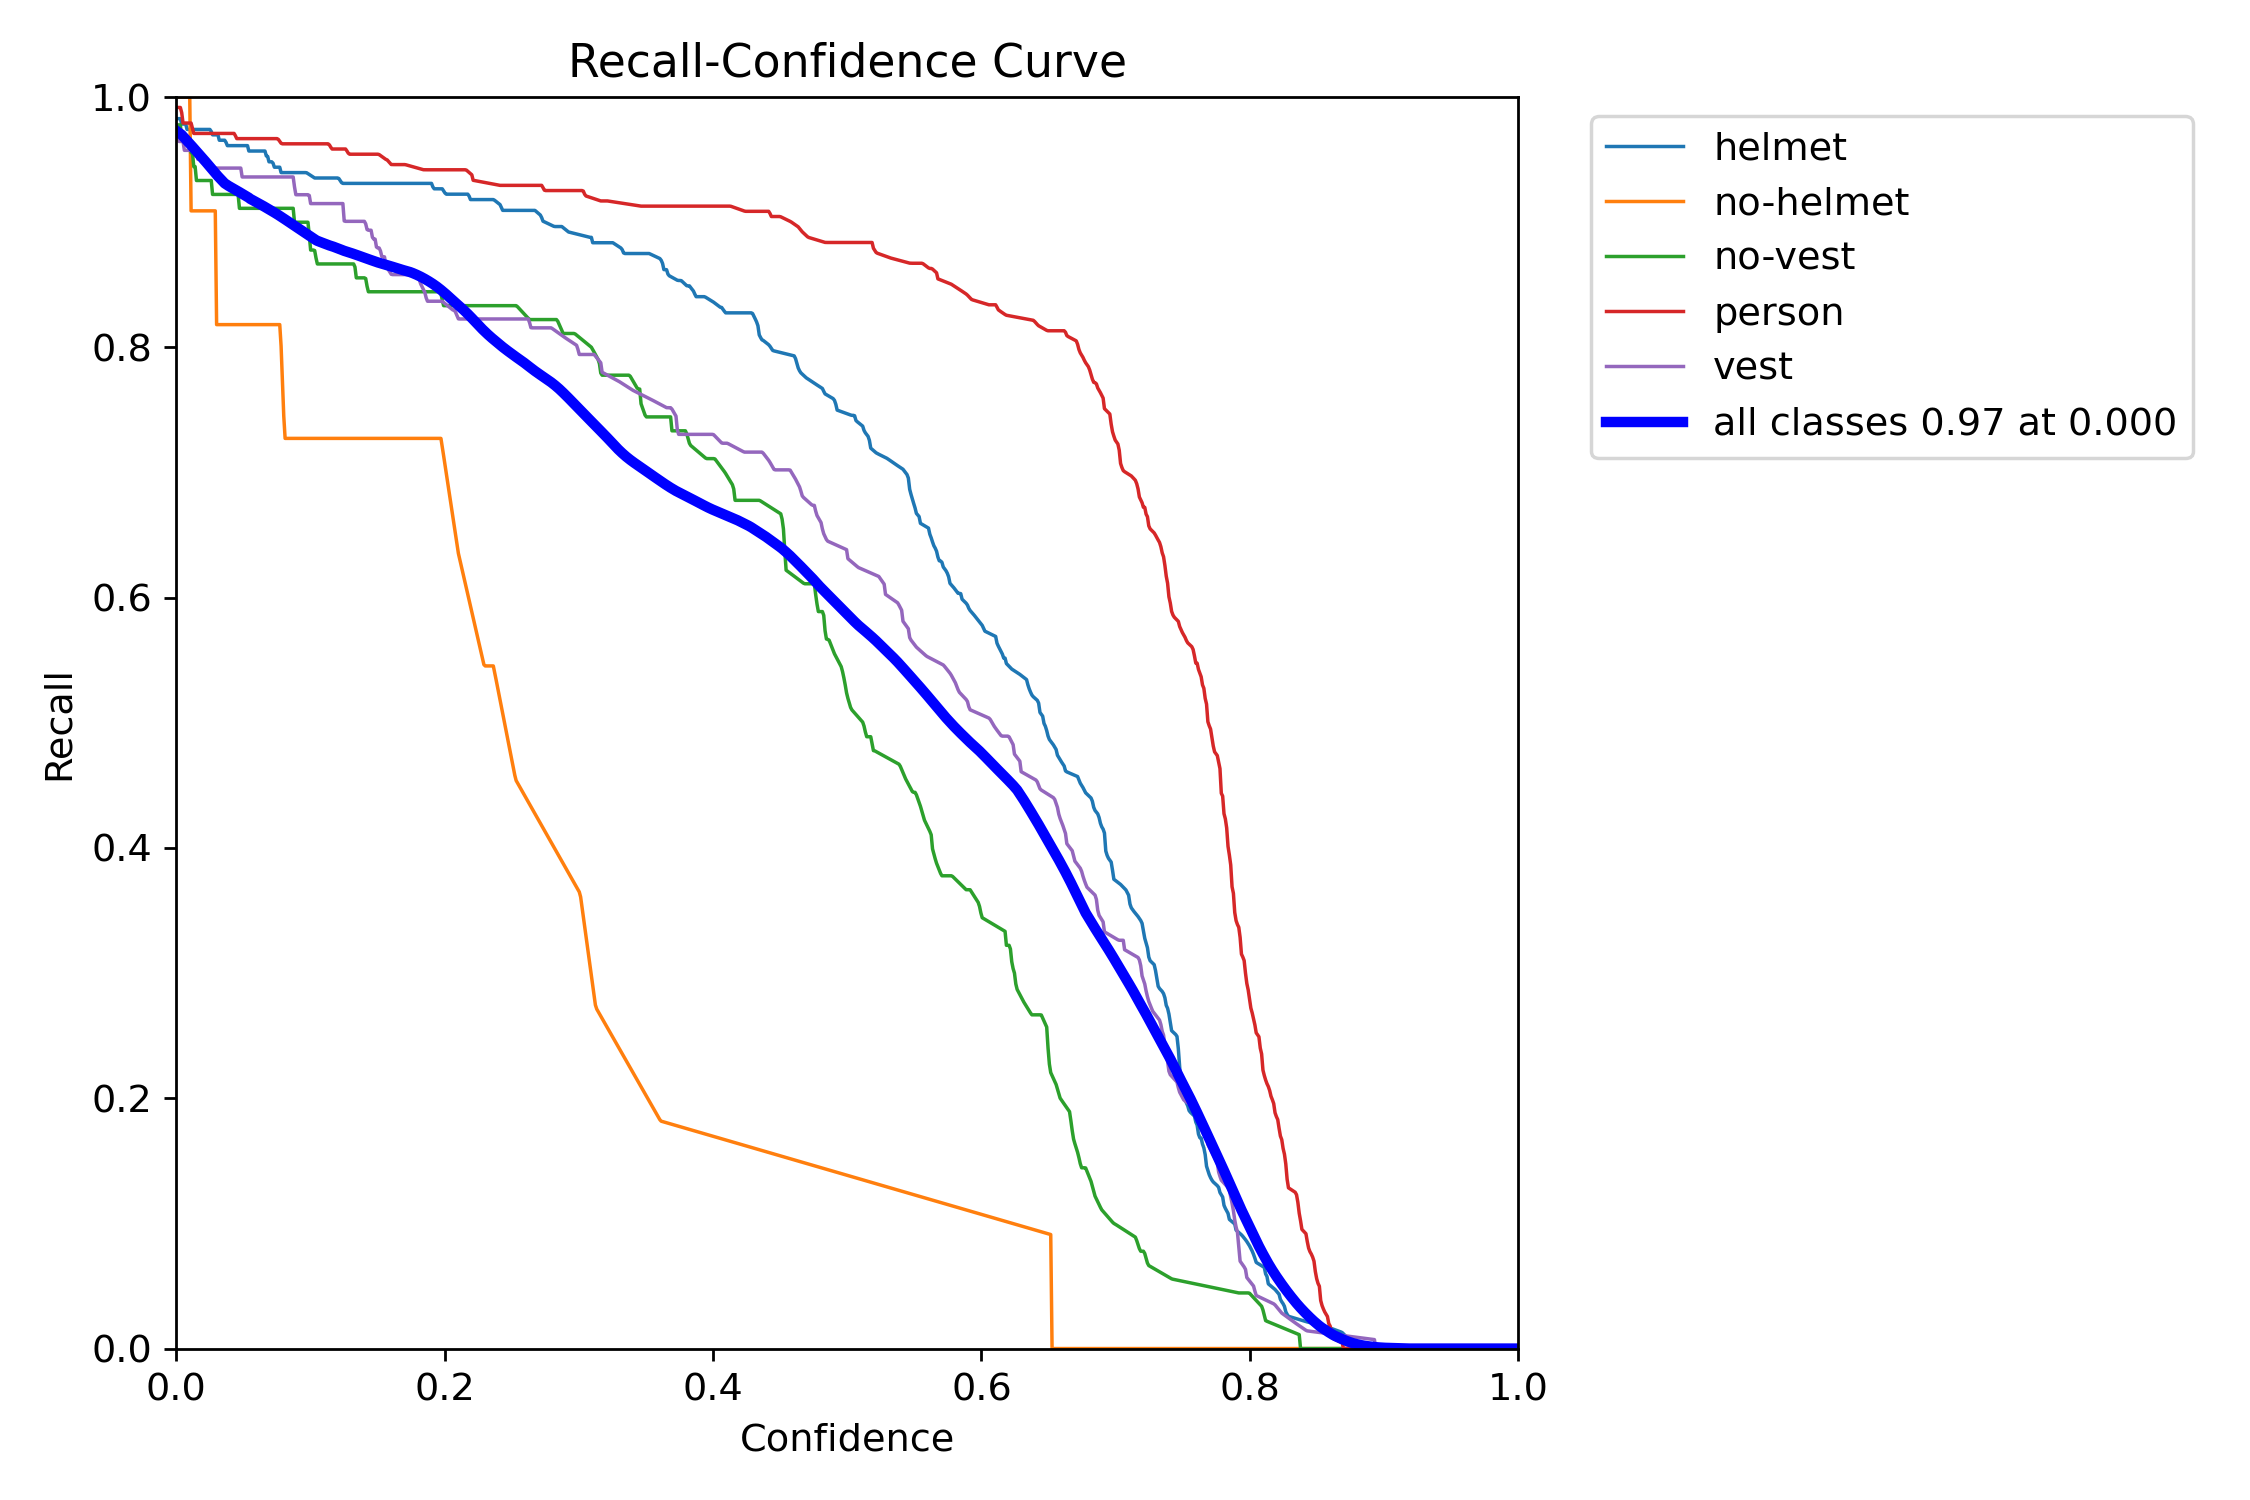 Recall-Confidence Curve
1.0
0.8
0.6
0.4
0.2
0.0
Recall
0.0 0.2 0.4 0.6 0.8 1.0
Confidence
helmet
no-helmet
no-vest
person
vest
all classes 0.97 at 0.000